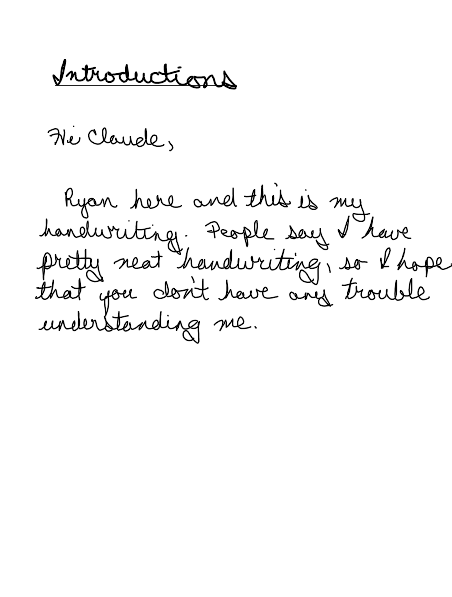 Introductions
Hi Claude,
Ryan here and this is my
handwriting. People say I have
pretty neat handwriting, so I hope
that you don't have any trouble
understanding me.